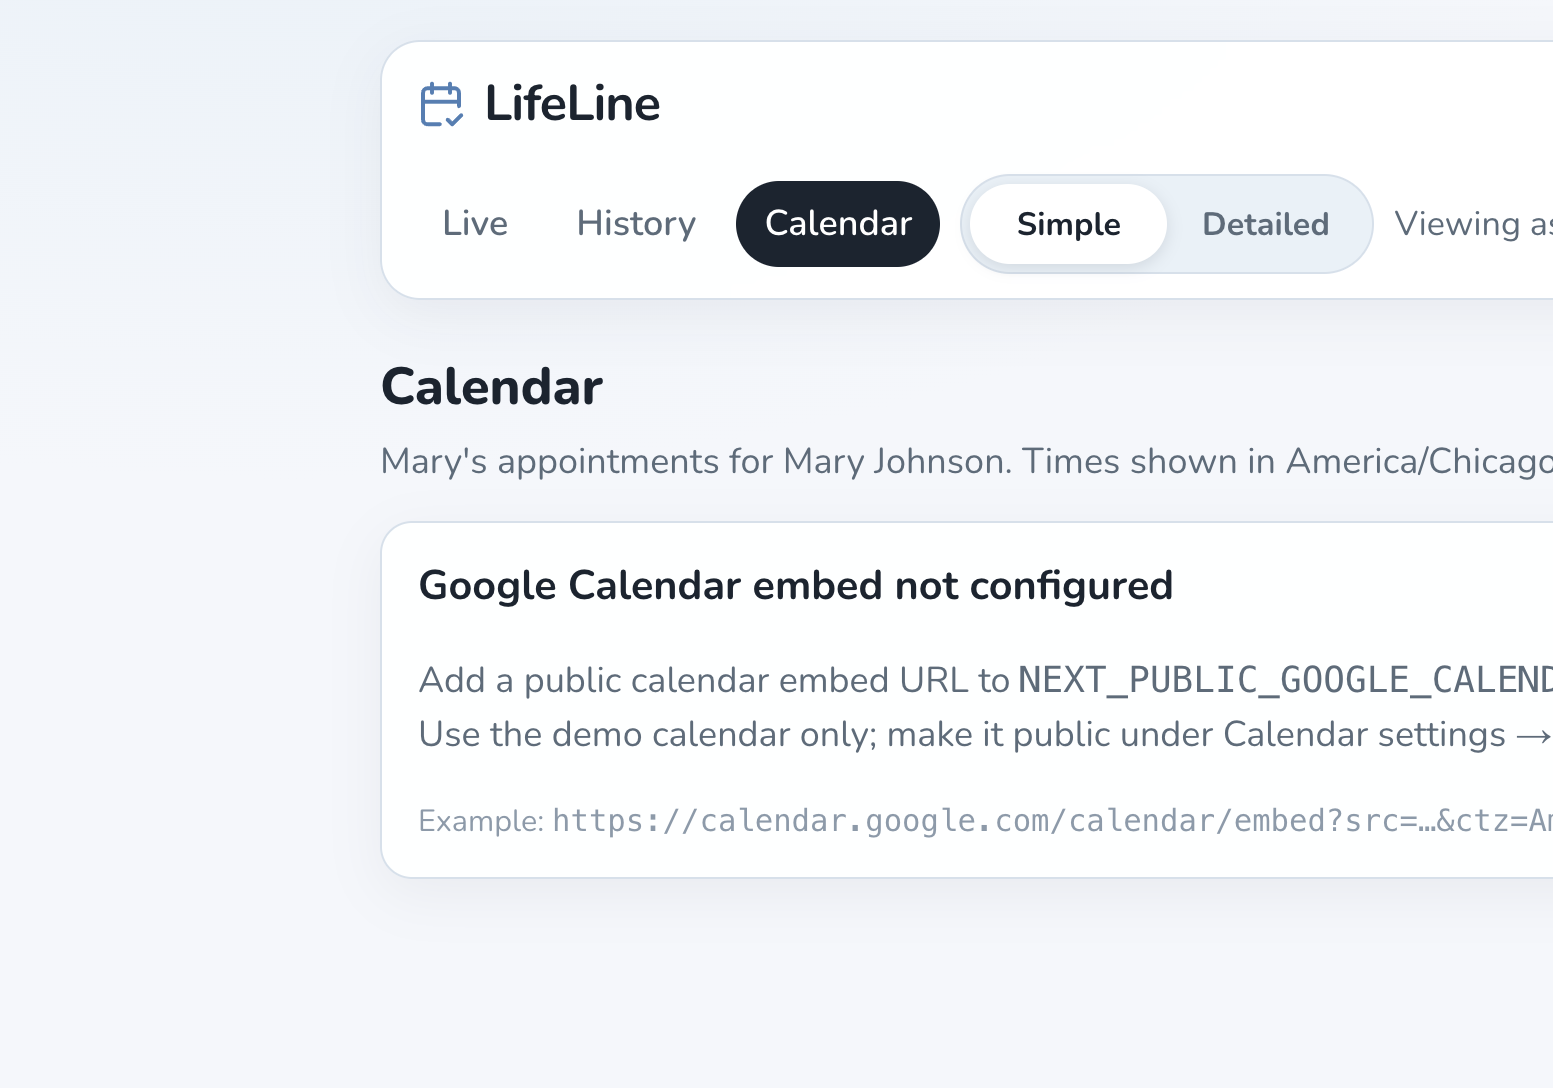 LifeLine
Live History Calendar Simple Detailed Viewing as
Calendar
Mary's appointments for Mary Johnson. Times shown in America/Chicago
Google Calendar embed not configured
Add a public calendar embed URL to NEXT_PUBLIC_GOOGLE_CALEND
Use the demo calendar only; make it public under Calendar settings →
Example: https://calendar.google.com/calendar/embed?src=…&ctz=Am